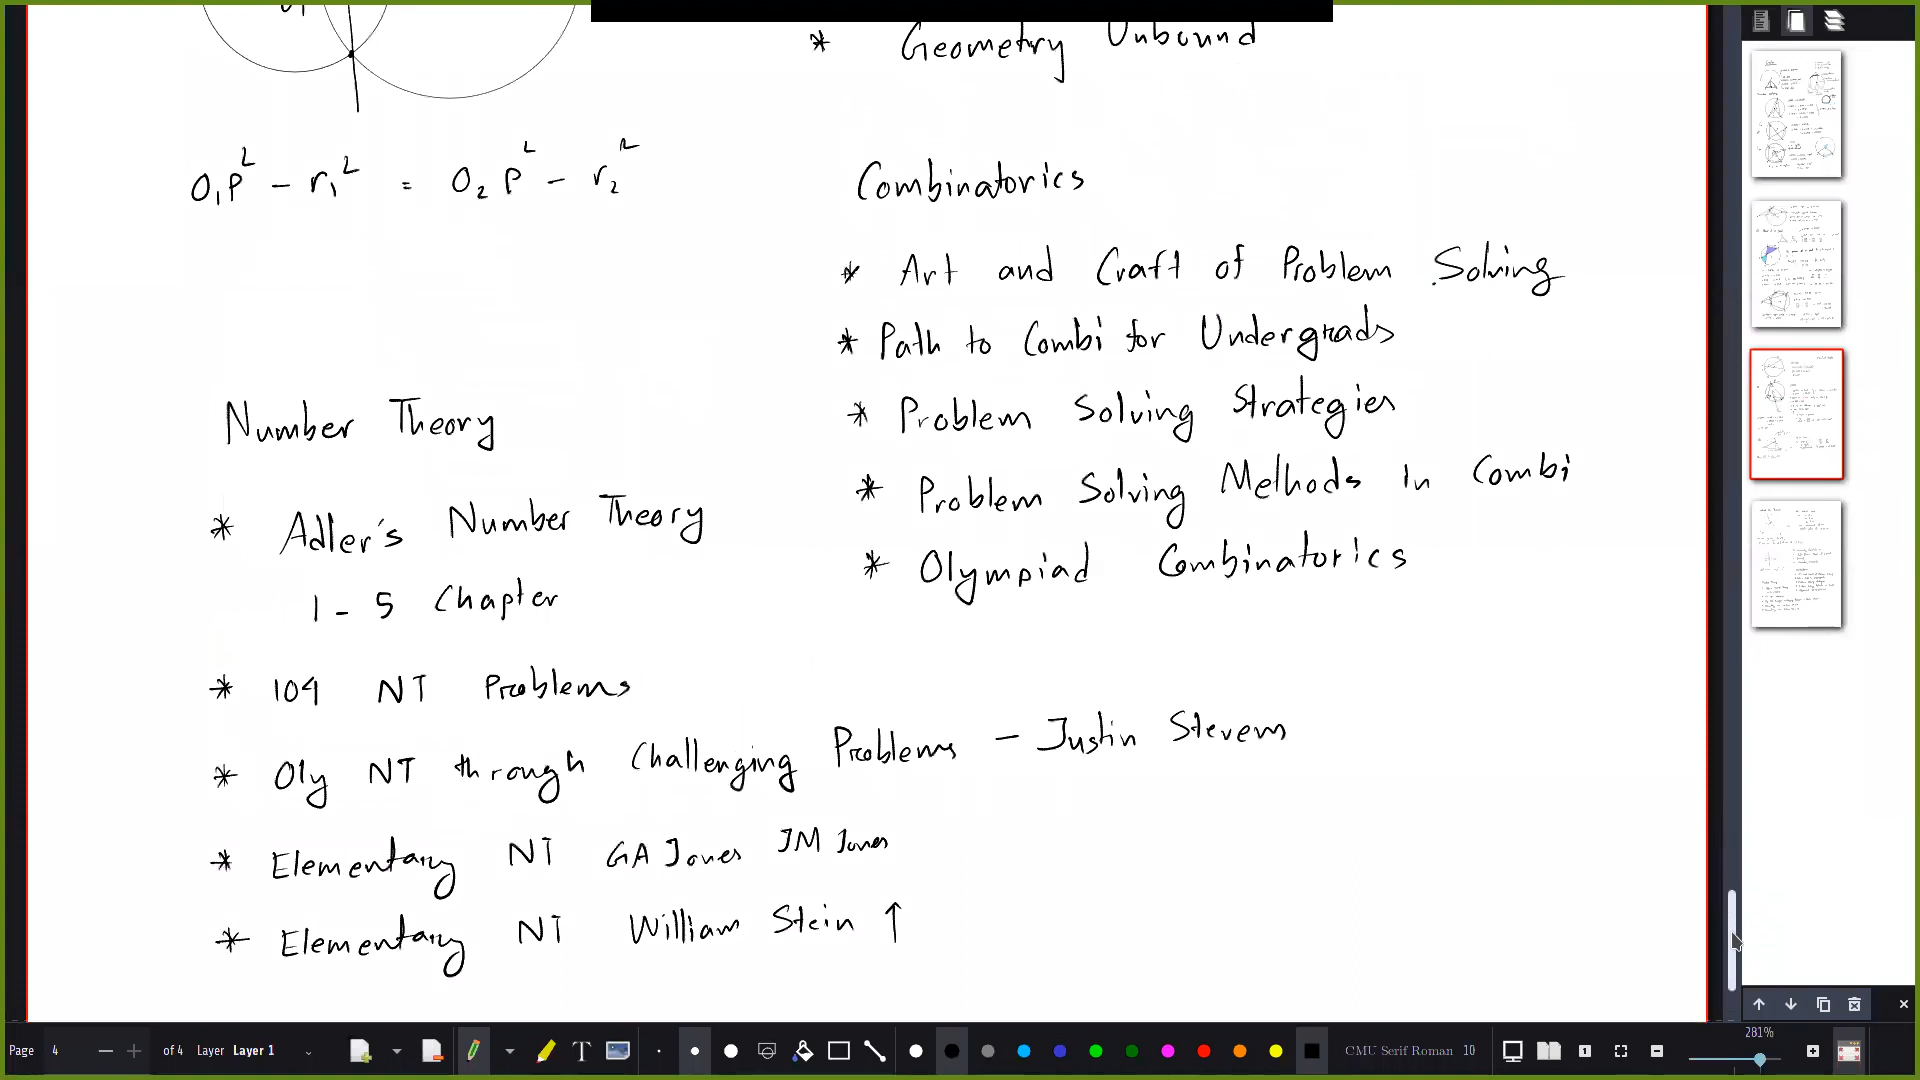 * Geometry Unbound
O₁P² - r₁² = O₂P² - r₂²
Combinatorics
* Art and Craft of Problem Solving
* Path to Combi for Undergrads
* Problem Solving Strategies
* Problem Solving Methods In Combi
* Olympiad Combinatorics
Number Theory
* Adler's Number Theory
1 - 5 Chapter
* 104 NT Problems
* Oly NT through Challenging Problems - Justin Stevens
* Elementary NT GA Jones JM Jones
* Elementary NT William Stein ↑
281%
Page 4 of 4 Layer Layer 1 CMU Serif Roman 10